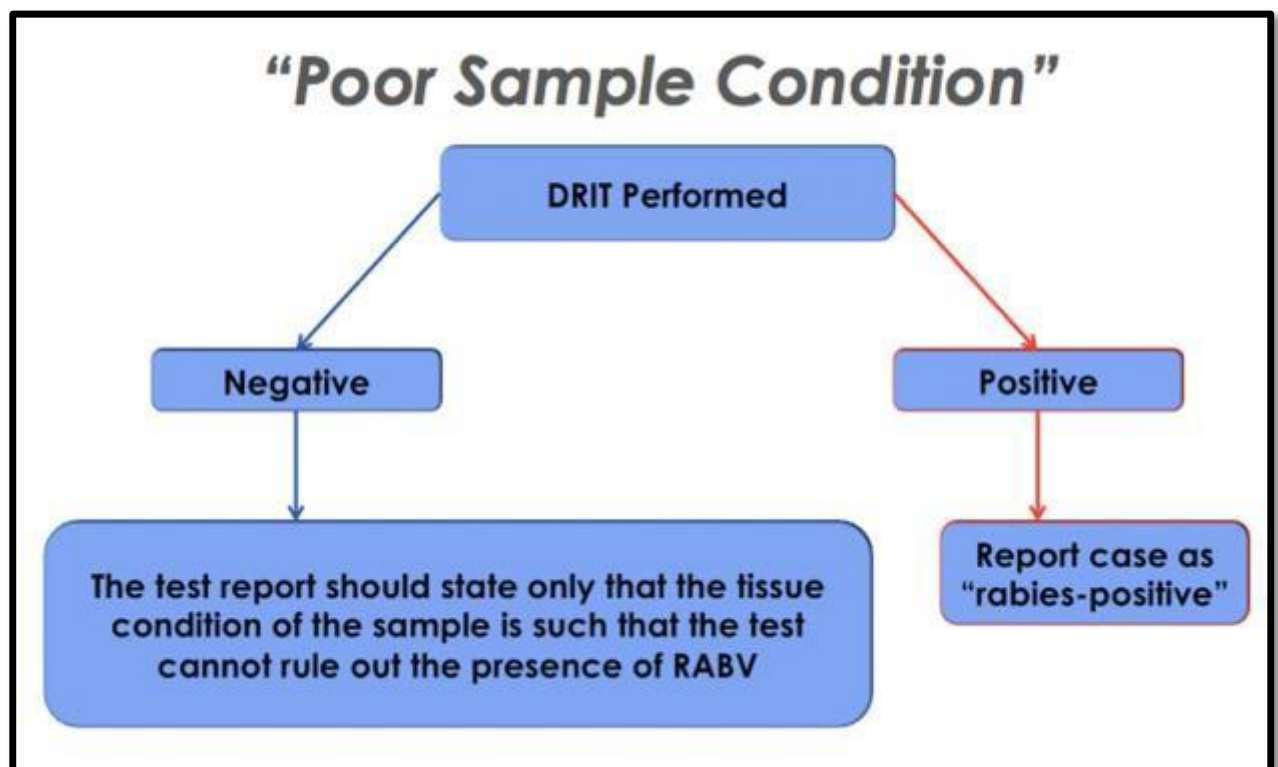 “Poor Sample Condition”
DRIT Performed
Negative
Positive
The test report should state only that the tissue
condition of the sample is such that the test
cannot rule out the presence of RABV
Report case as
“rabies-positive”